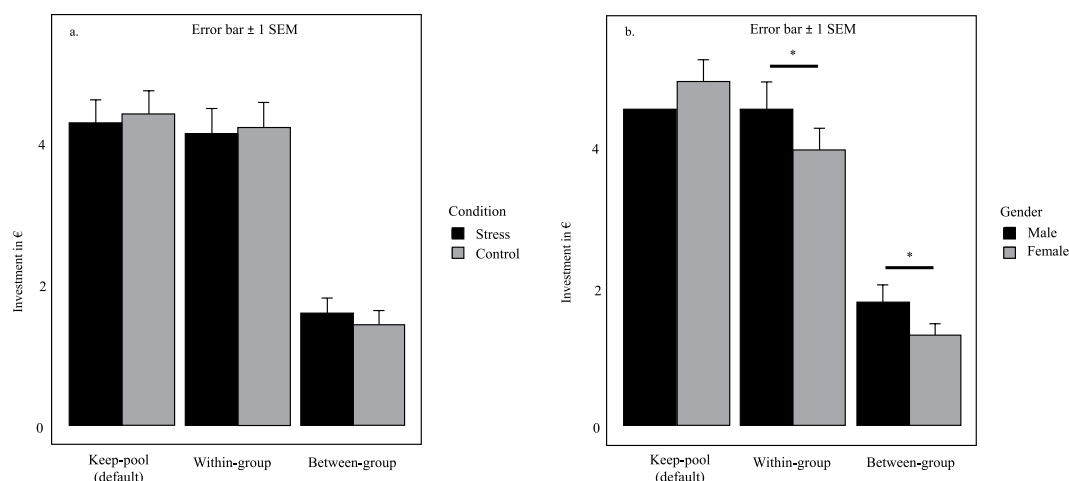 a.
Error bar ± 1 SEM
Investment in €
4
2
0
Keep-pool
(default)
Within-group
Between-group
Condition
Stress
Control
b.
Error bar ± 1 SEM
*
*
Investment in €
4
2
0
Keep-pool
(default)
Within-group
Between-group
Gender
Male
Female